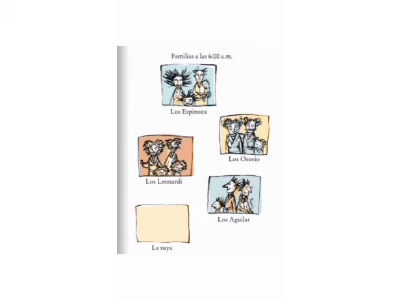 Familias a las 6:00 a.m.
Los Espinoza
Los Osorio
Los Leonardi
Los Aguilar
La tuya